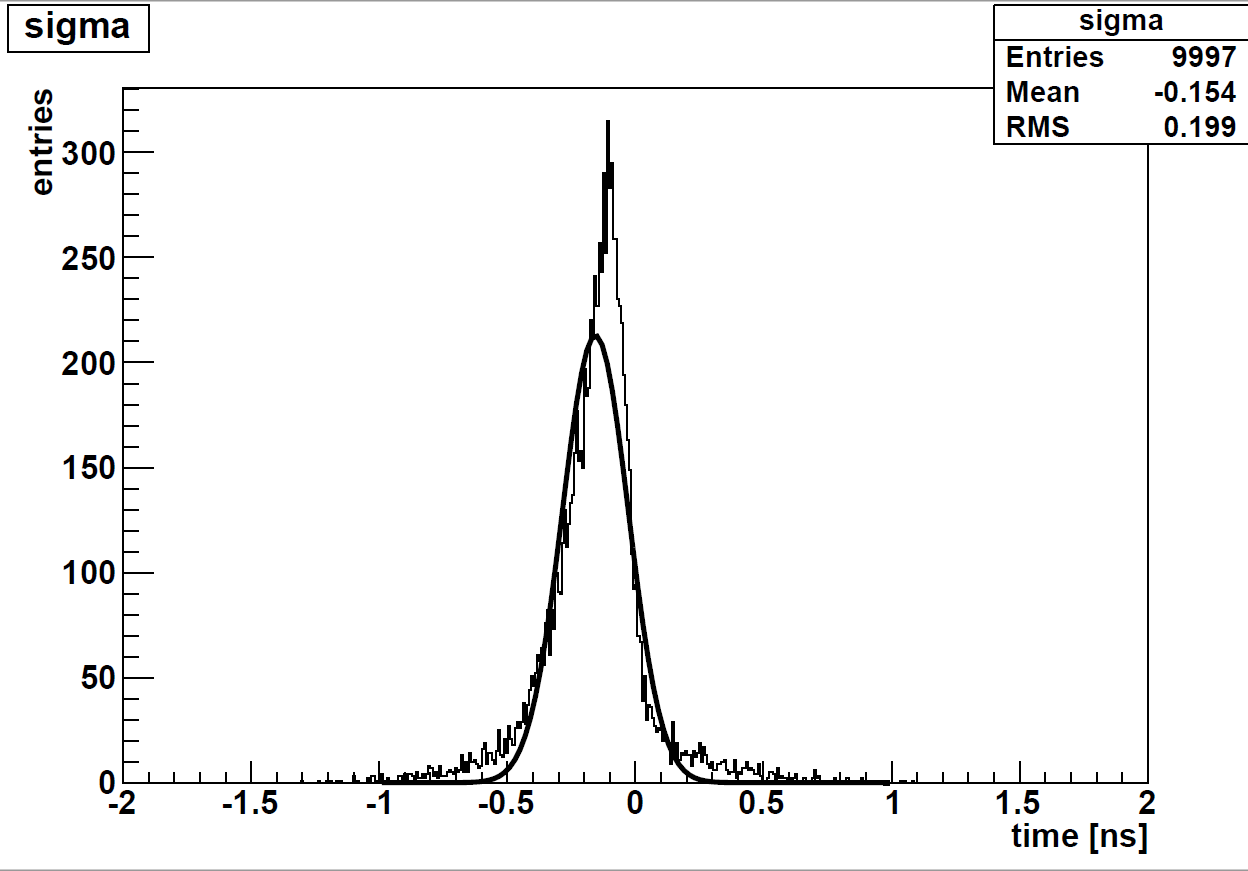 sigma
sigma
Entries 9997
Mean -0.154
RMS 0.199
entries
300
250
200
150
100
50
0
-2 -1.5 -1 -0.5 0 0.5 1 1.5 2
time [ns]